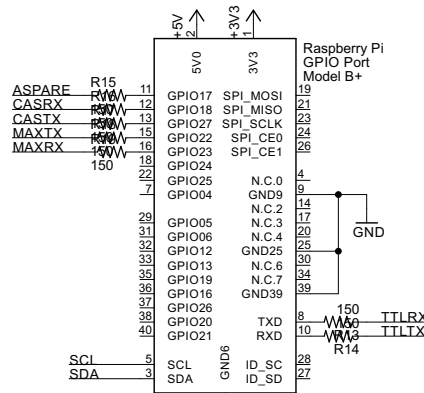 +5V +3V3
2 1
5V0 3V3
Raspberry Pi
GPIO Port
Model B+
R15
ASPARE 11 GPIO17 SPI_MOSI 19
R16
CASRX 12 GPIO18 SPI_MISO 21
150
CASTX 13 GPIO27 SPI_SCLK 23
MAXTX 15 GPIO22 SPI_CE0 24
150
MAXRX 16 GPIO23 SPI_CE1 26
150
18 GPIO24
22 GPIO25 N.C.0 4
7 GPIO04 GND9 9
N.C.2 14
29 GPIO05 N.C.3 17
31 GPIO06 N.C.4 20
GND
32 GPIO12 GND25 25
33 GPIO13 N.C.6 30
35 GPIO19 N.C.7 34
36 GPIO16 GND39 39
37 GPIO26
150
38 GPIO20 TXD 8 TTLRX
150
40 GPIO21 RXD 10 R13 TTLTX
R14
SCL 5 SCL GND6 ID_SC 28
SDA 3 SDA ID_SD 27